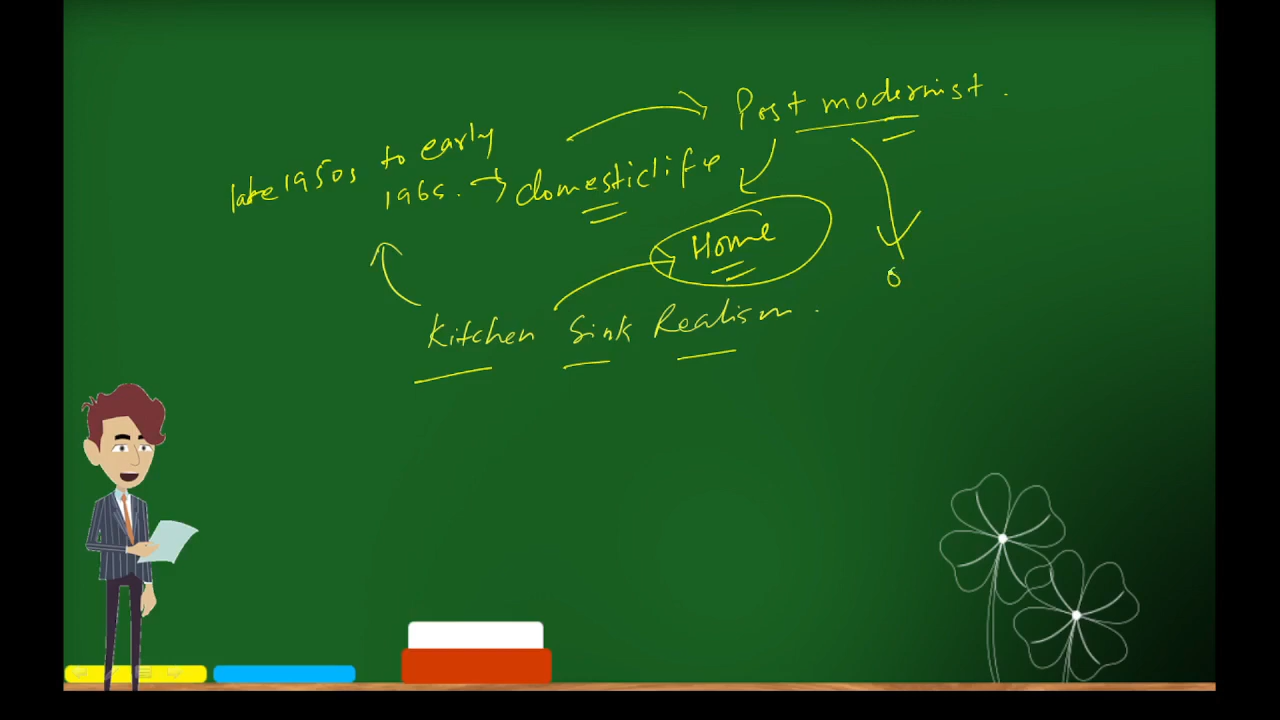 Post modernist.
late 1950s to early
1960s. → domestic life
Home
o
Kitchen Sink Realism.